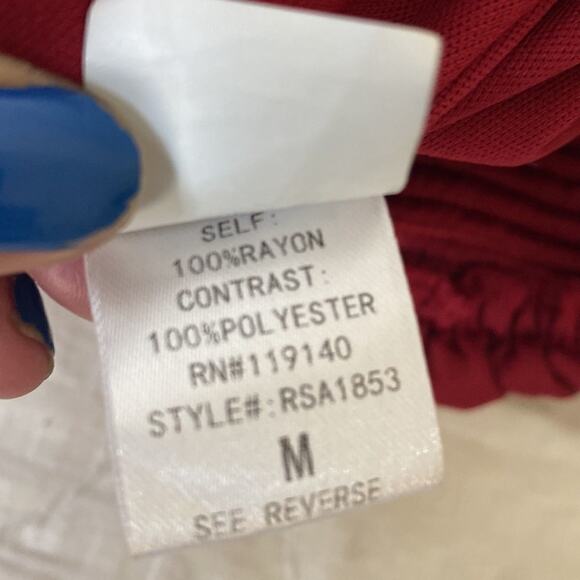 SELF:
100%RAYON
CONTRAST:
100%POLYESTER
RN#119140
STYLE#:RSA1853
M
SEE REVERSE